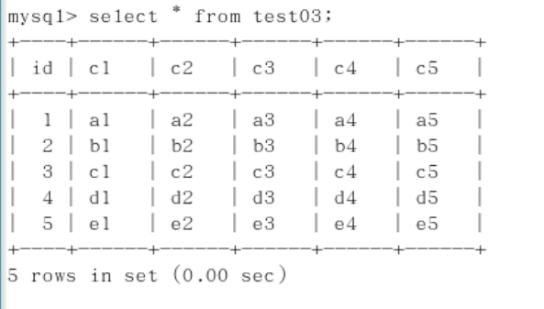 mysql> select * from test03;
+----+------+------+------+------+------+
| id | c1   | c2   | c3   | c4   | c5   |
+----+------+------+------+------+------+
|  1 | a1   | a2   | a3   | a4   | a5   |
|  2 | b1   | b2   | b3   | b4   | b5   |
|  3 | c1   | c2   | c3   | c4   | c5   |
|  4 | d1   | d2   | d3   | d4   | d5   |
|  5 | e1   | e2   | e3   | e4   | e5   |
+----+------+------+------+------+------+
5 rows in set (0.00 sec)